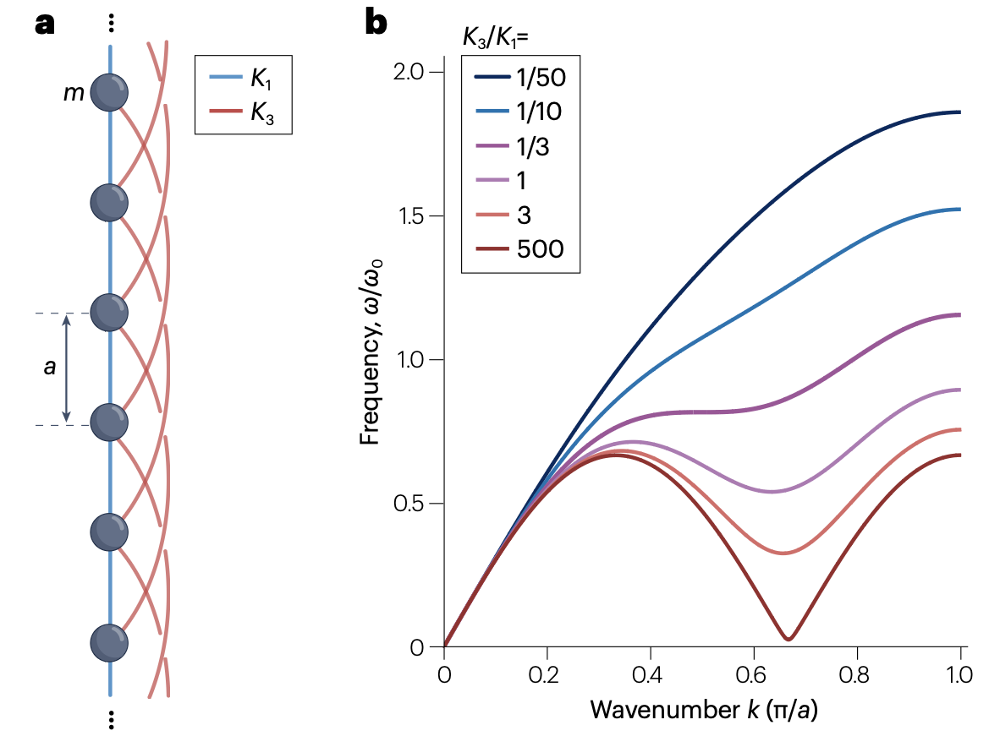 a
⋮
m
K₁
K₃
a
⋮
b
K₃/K₁=
1/50
1/10
1/3
1
3
500
Frequency, ω/ω₀
2.0
1.5
1.0
0.5
0
0 0.2 0.4 0.6 0.8 1.0
Wavenumber k (π/a)